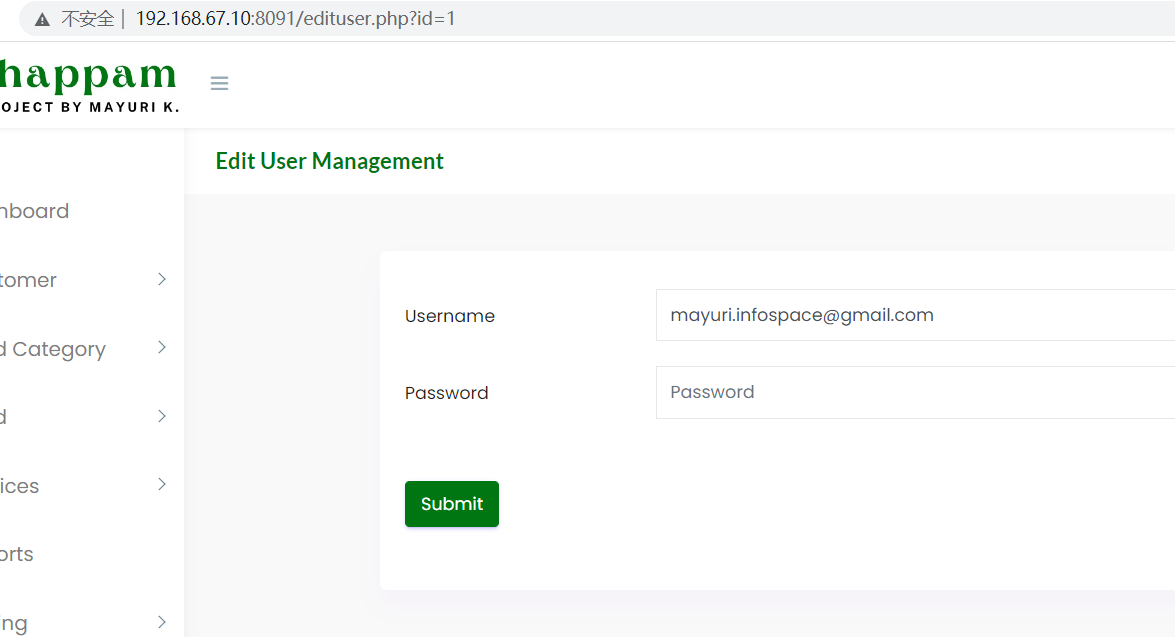 不安全 | 192.168.67.10:8091/edituser.php?id=1
happam
OJECT BY MAYURI K.
Edit User Management
nboard
tomer
d Category
d
ices
orts
ing
Username
mayuri.infospace@gmail.com
Password
Password
Submit